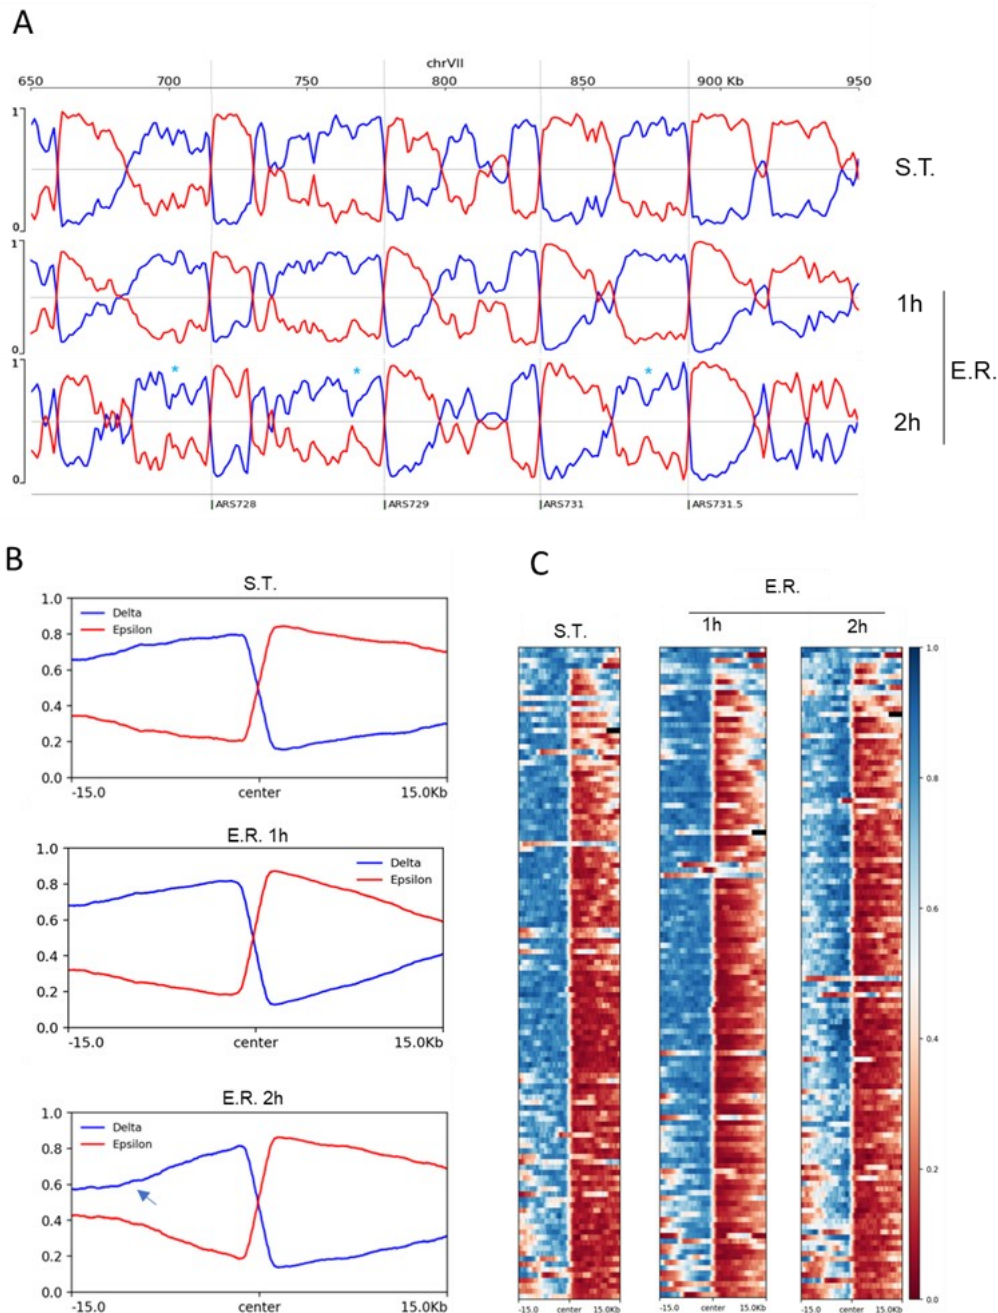 A
chrVII
650 700 750 800 850 900 Kb 950
1
S.T.
0
1
1h
0
E.R.
1
* * *
2h
0
ARS728 ARS729 ARS731 ARS731.5
B
S.T.
1.0
Delta
0.8
Epsilon
0.6
0.4
0.2
0.0
-15.0 center 15.0Kb
E.R. 1h
1.0
Delta
0.8
Epsilon
0.6
0.4
0.2
0.0
-15.0 center 15.0Kb
E.R. 2h
1.0
Delta
0.8
Epsilon
0.6
0.4
0.2
0.0
-15.0 center 15.0Kb
C
E.R.
S.T. 1h 2h
1.0
0.8
0.6
0.4
0.2
0.0
-15.0 center 15.0Kb -15.0 center 15.0Kb -15.0 center 15.0Kb